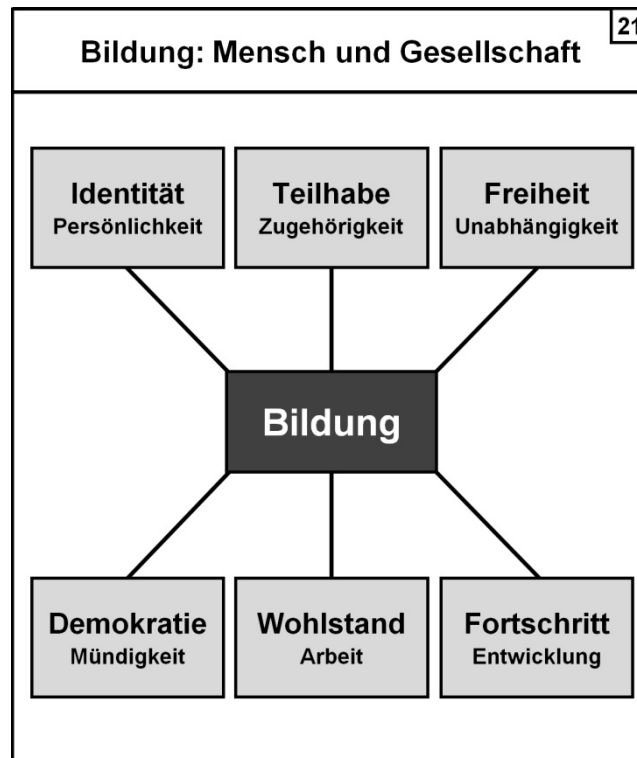 21
Bildung: Mensch und Gesellschaft
Identität
Persönlichkeit
Teilhabe
Zugehörigkeit
Freiheit
Unabhängigkeit
Bildung
Demokratie
Mündigkeit
Wohlstand
Arbeit
Fortschritt
Entwicklung